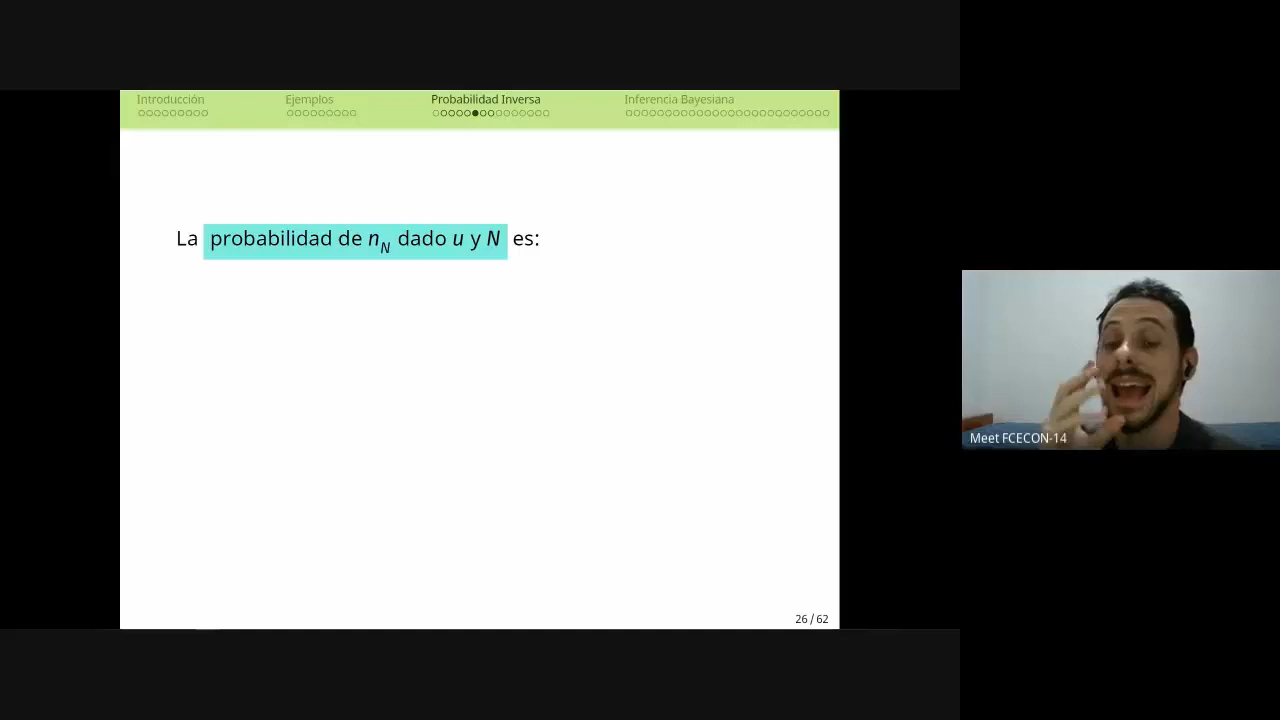 Introducción Ejemplos Probabilidad Inversa Inferencia Bayesiana
La probabilidad de n_N dado u y N es:
Meet FCECON-14
26 / 62